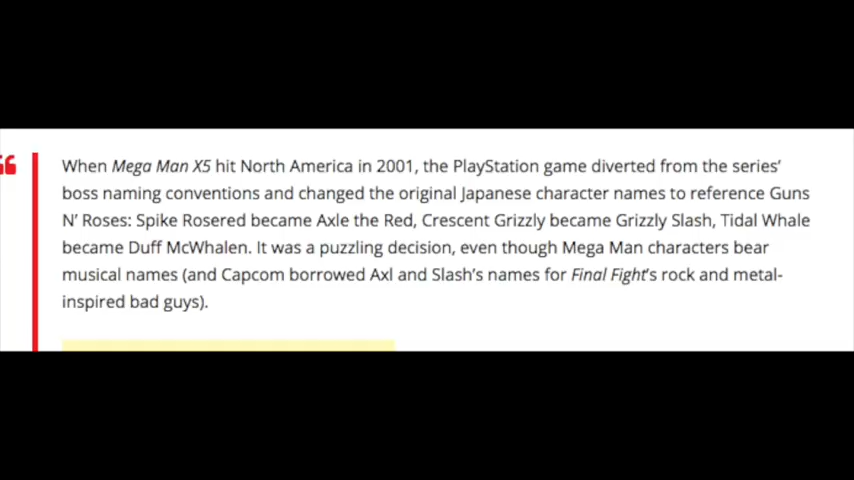 When Mega Man X5 hit North America in 2001, the PlayStation game diverted from the series'
boss naming conventions and changed the original Japanese character names to reference Guns
N' Roses: Spike Rosered became Axle the Red, Crescent Grizzly became Grizzly Slash, Tidal Whale
became Duff McWhalen. It was a puzzling decision, even though Mega Man characters bear
musical names (and Capcom borrowed Axl and Slash's names for Final Fight's rock and metal-
inspired bad guys).